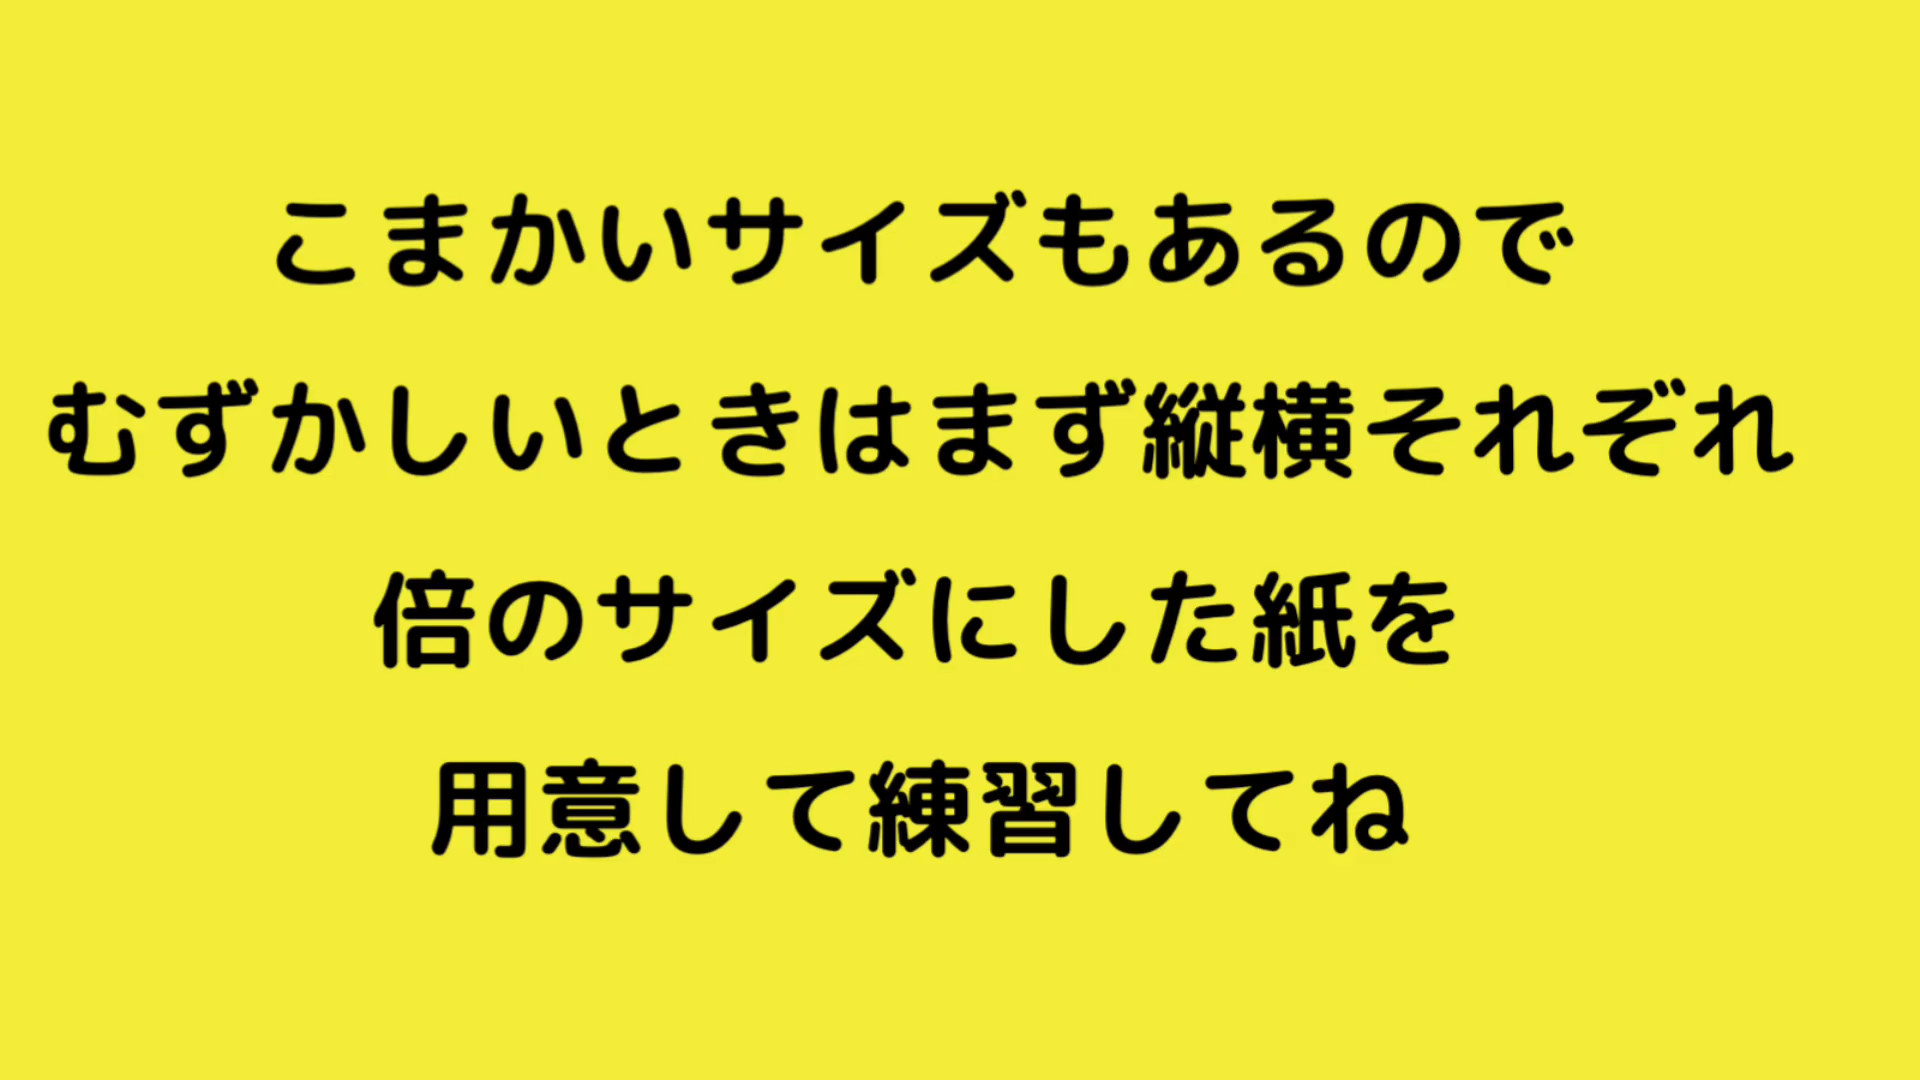 こまかいサイズもあるので
むずかしいときはまず縦横それぞれ
倍のサイズにした紙を
用意して練習してね